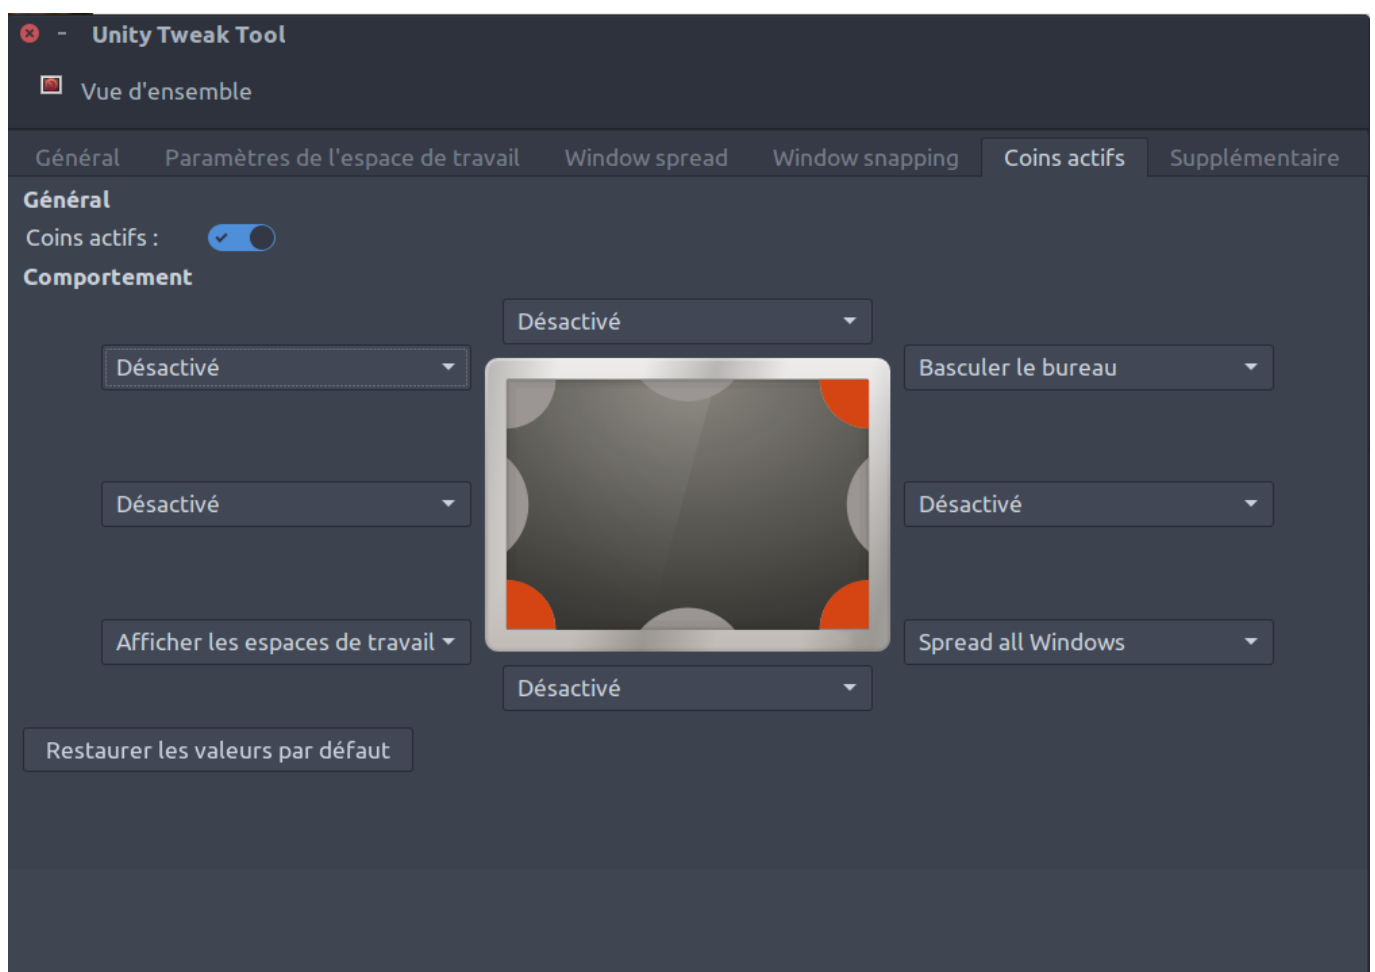 Unity Tweak Tool
Vue d'ensemble
Général Paramètres de l'espace de travail Window spread Window snapping Coins actifs Supplémentaire
Général
Coins actifs :
Comportement
Désactivé
Désactivé Basculer le bureau
Désactivé Désactivé
Afficher les espaces de travail Spread all Windows
Désactivé
Restaurer les valeurs par défaut